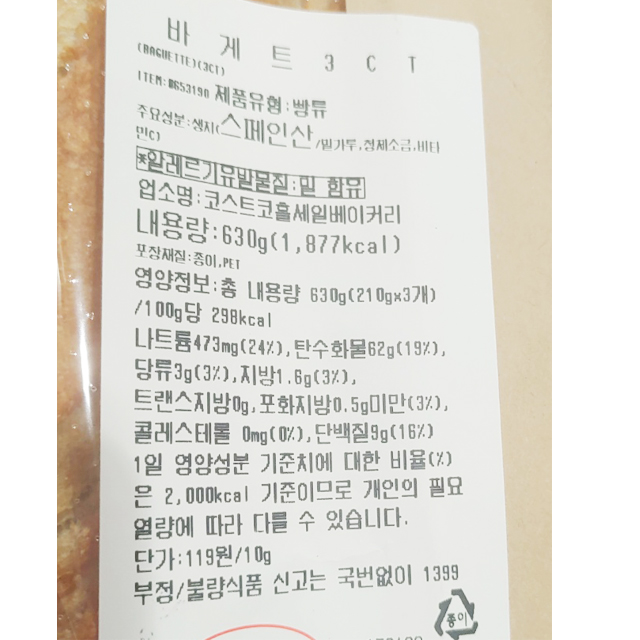 바 게 트 3 C T
(BAGUETTE)(3CT)
ITEM:#653190 제품유형:빵류
주요성분:생지(스페인산/밀가루,정제소금,비타
민C)
*알레르기유발물질:밀 함유
업소명:코스트코홀세일베이커리
내용량:630g(1,877kcal)
포장재질:종이,PET
영양정보:총 내용량 630g(210gx3개)
/100g당 298kcal
나트륨473mg(24%),탄수화물62g(19%),
당류3g(3%),지방1.6g(3%),
트랜스지방0g,포화지방0.5g미만(3%),
콜레스테롤 0mg(0%),단백질9g(16%)
1일 영양성분 기준치에 대한 비율(%)
은 2,000kcal 기준이므로 개인의 필요
열량에 따라 다를 수 있습니다.
단가:119원/10g
부정/불량식품 신고는 국번없이 1399
종이